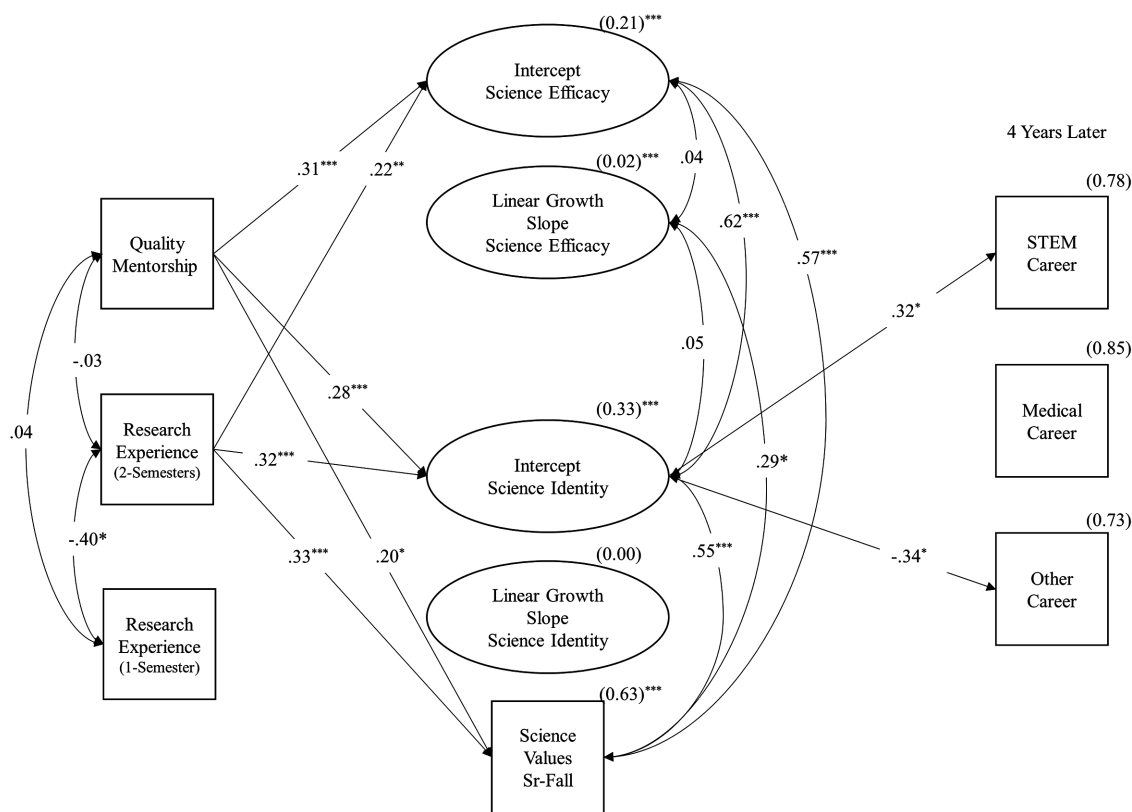 (0.21)***
Intercept
Science Efficacy
4 Years Later
.31***
.22**
(0.02)***
.04
(0.78)
Linear Growth
Slope
Science Efficacy
.62***
.57***
Quality
Mentorship
STEM
Career
.32*
-.03
.05
(0.85)
.28***
(0.33)***
Medical
Career
.04
Research
Experience
(2-Semesters)
.32***
Intercept
Science Identity
.29*
-.40*
.33***
.20*
.55***
-.34*
(0.73)
(0.00)
Linear Growth
Slope
Science Identity
Other
Career
Research
Experience
(1-Semester)
(0.63)***
Science
Values
Sr-Fall